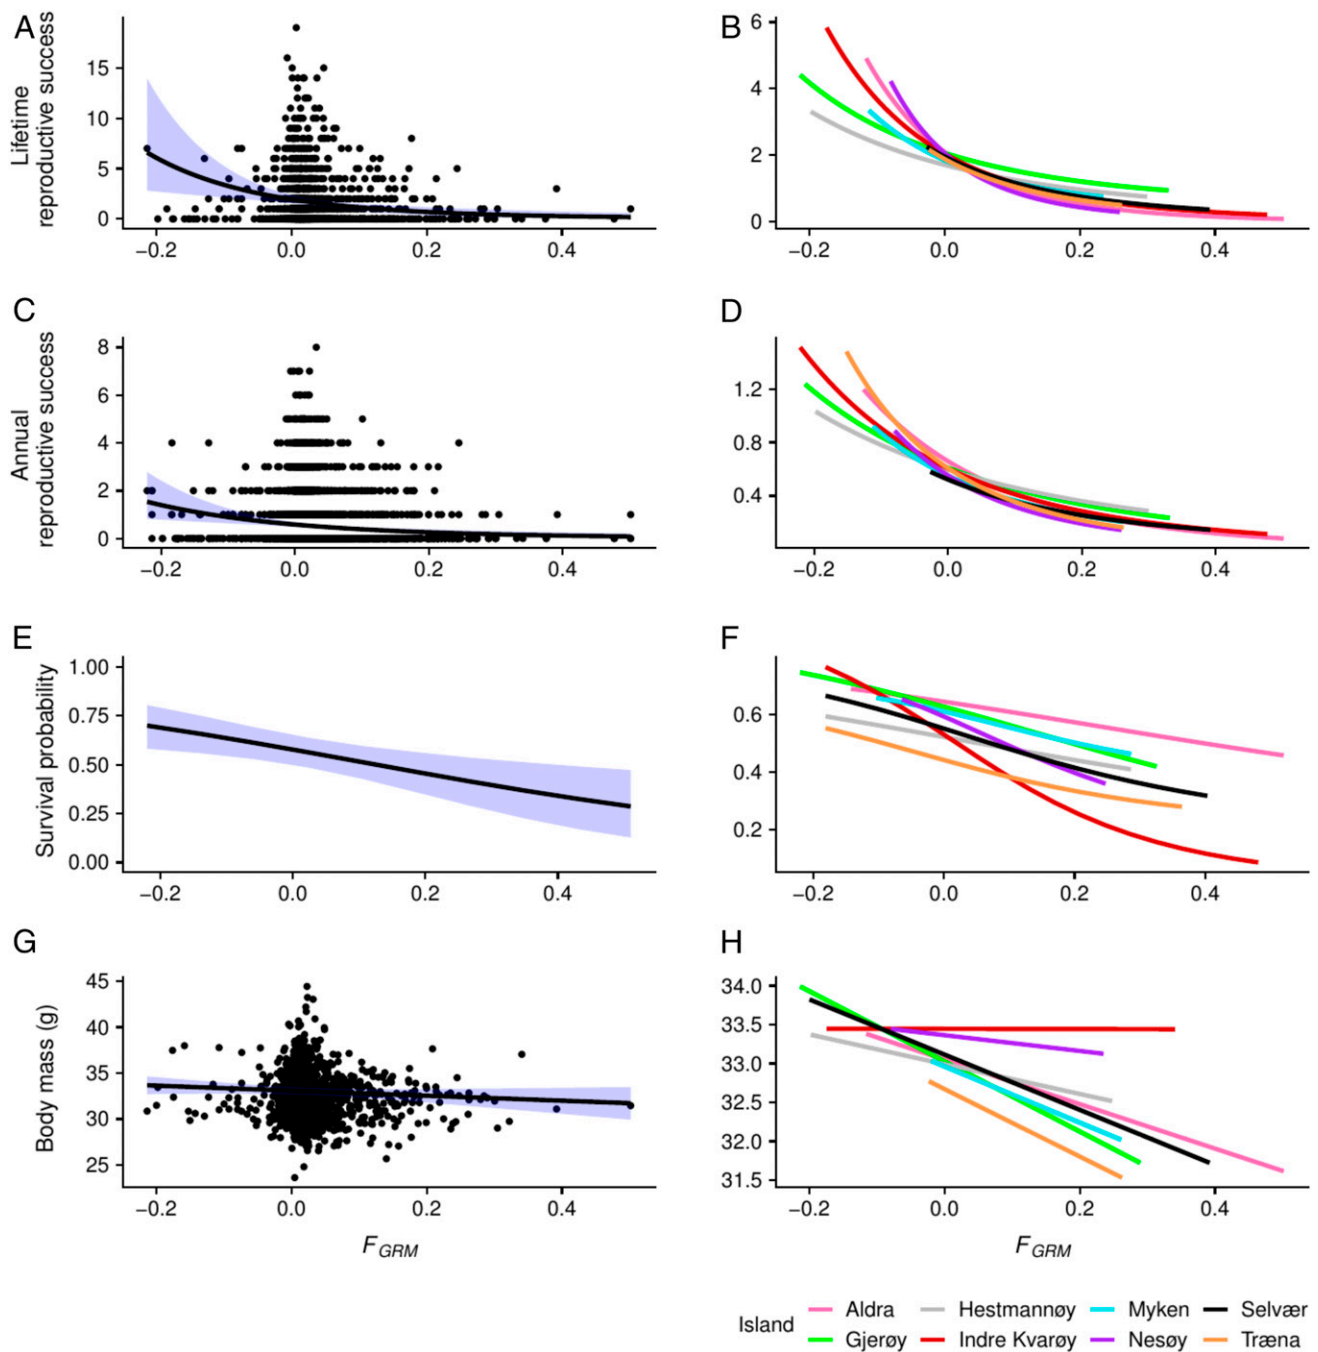 A
Lifetime
reproductive success
15
10
5
0
−0.2 0.0 0.2 0.4
B
6
4
2
0
−0.2 0.0 0.2 0.4
C
Annual
reproductive success
8
6
4
2
0
−0.2 0.0 0.2 0.4
D
1.2
0.8
0.4
−0.2 0.0 0.2 0.4
E
Survival probability
1.00
0.75
0.50
0.25
0.00
−0.2 0.0 0.2 0.4
F
0.6
0.4
0.2
−0.2 0.0 0.2 0.4
G
Body mass (g)
45
40
35
30
25
−0.2 0.0 0.2 0.4
F GRM
H
34.0
33.5
33.0
32.5
32.0
31.5
−0.2 0.0 0.2 0.4
F GRM
Island
Aldra Hestmannøy Myken Selvær
Gjerøy Indre Kvarøy Nesøy Træna